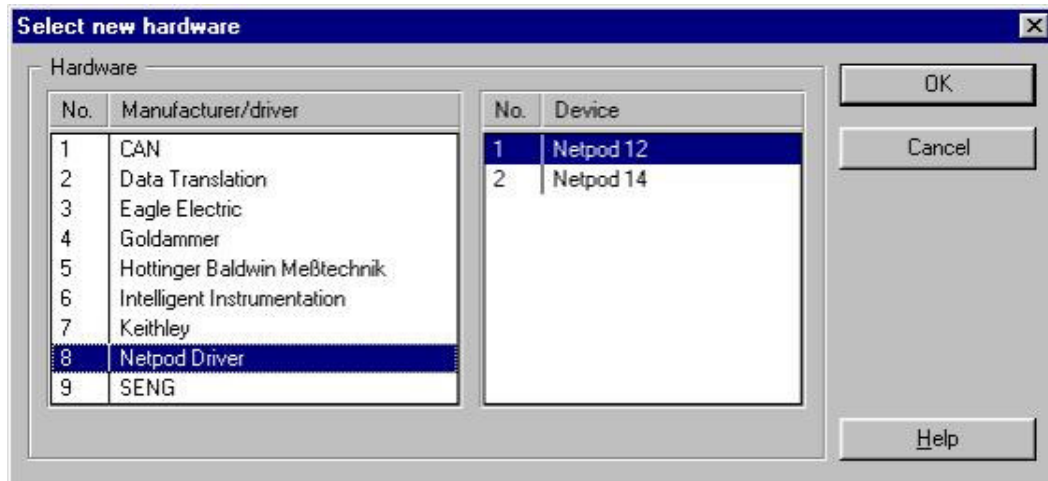 Select new hardware
Hardware
No. Manufacturer/driver
1 CAN
2 Data Translation
3 Eagle Electric
4 Goldammer
5 Hottinger Baldwin Meßtechnik
6 Intelligent Instrumentation
7 Keithley
8 Netpod Driver
9 SENG
No. Device
1 Netpod 12
2 Netpod 14
OK
Cancel
Help